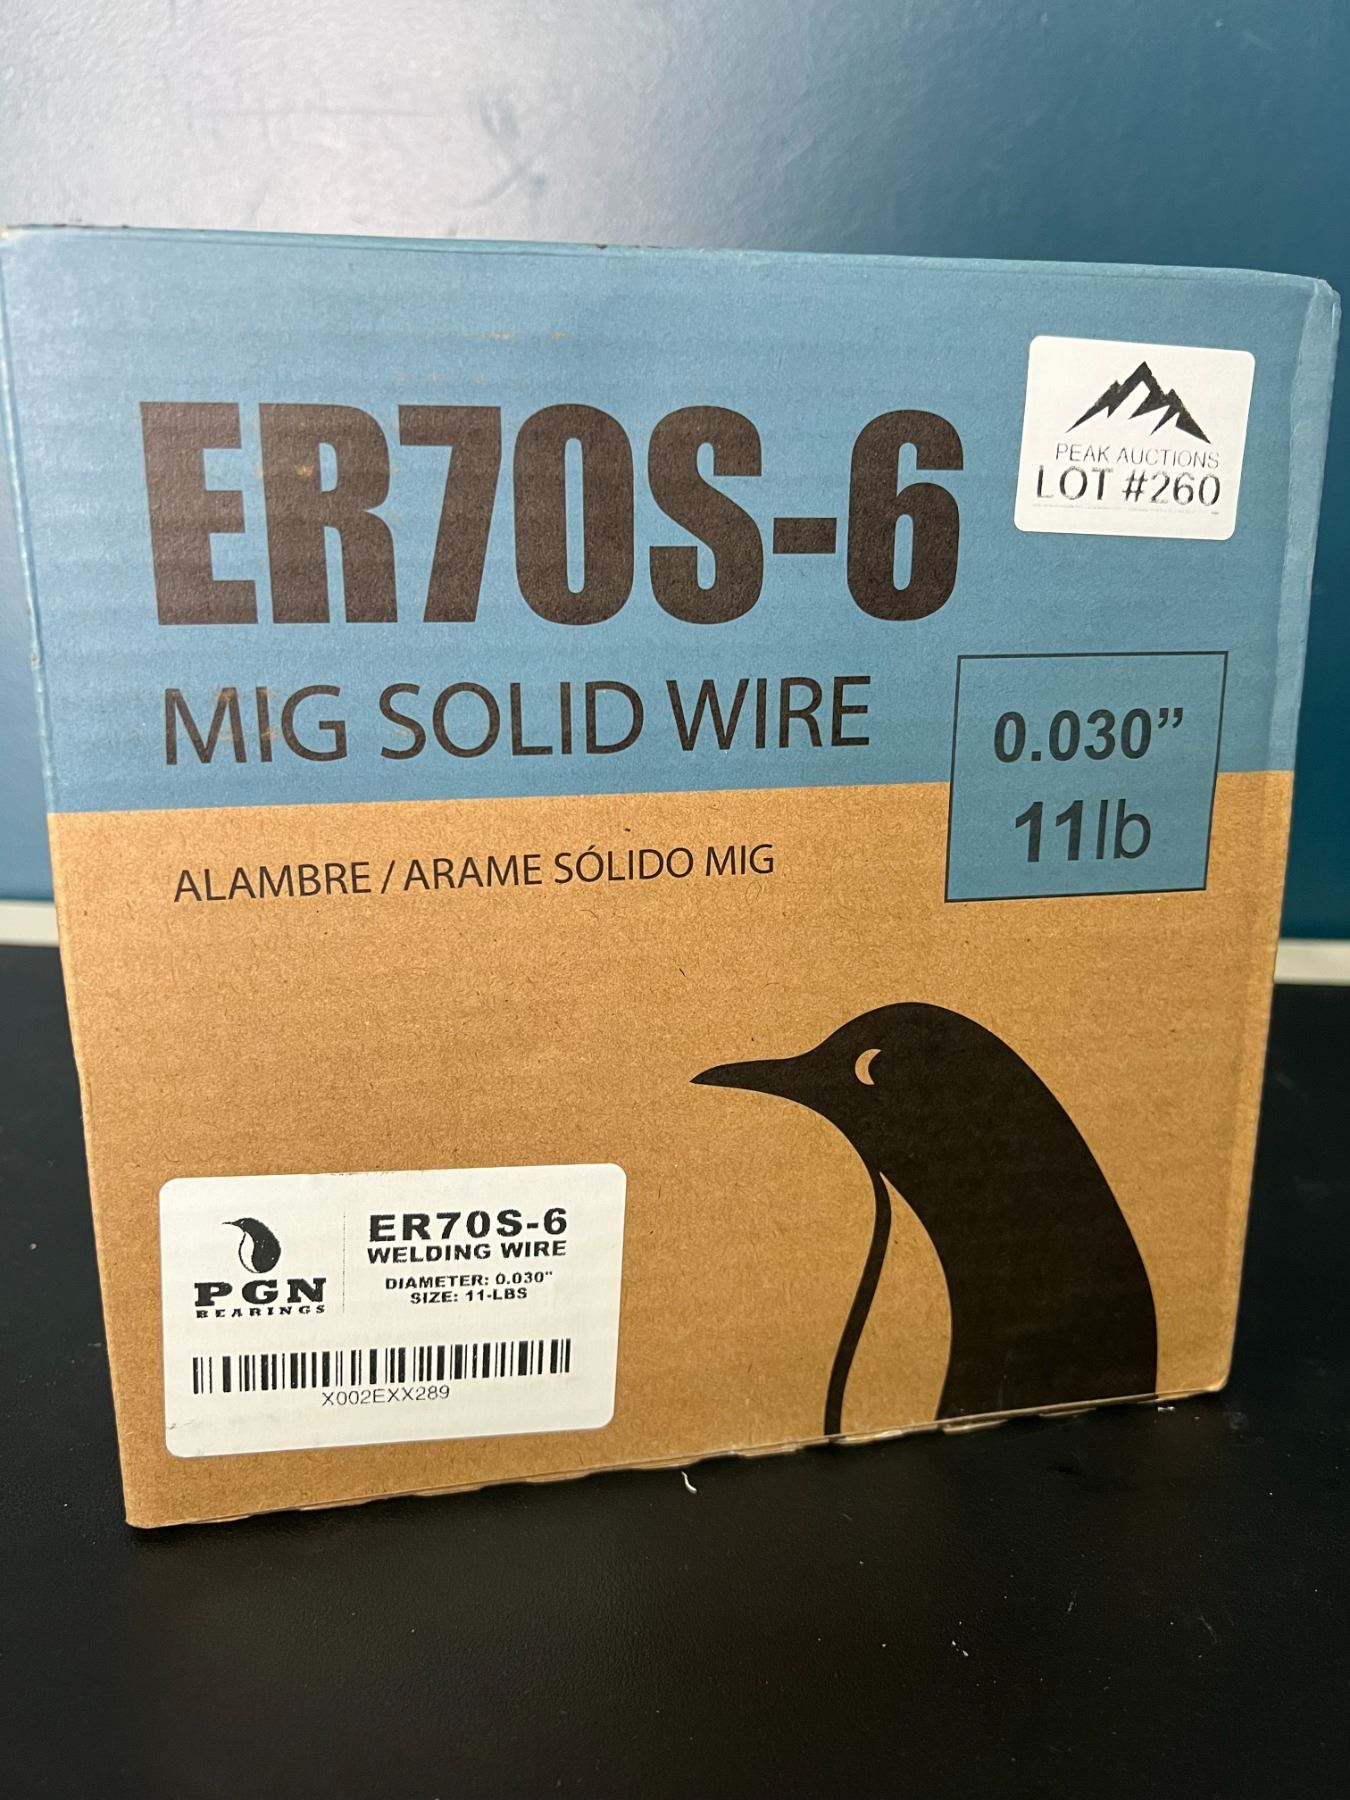 PEAK AUCTIONS
LOT #260
ER70S-6
MIG SOLID WIRE
0.030”
11lb
ALAMBRE / ARAME SÓLIDO MIG
PGN
BEARINGS
ER70S-6
WELDING WIRE
DIAMETER: 0.030"
SIZE: 11-LBS
X002EXX289